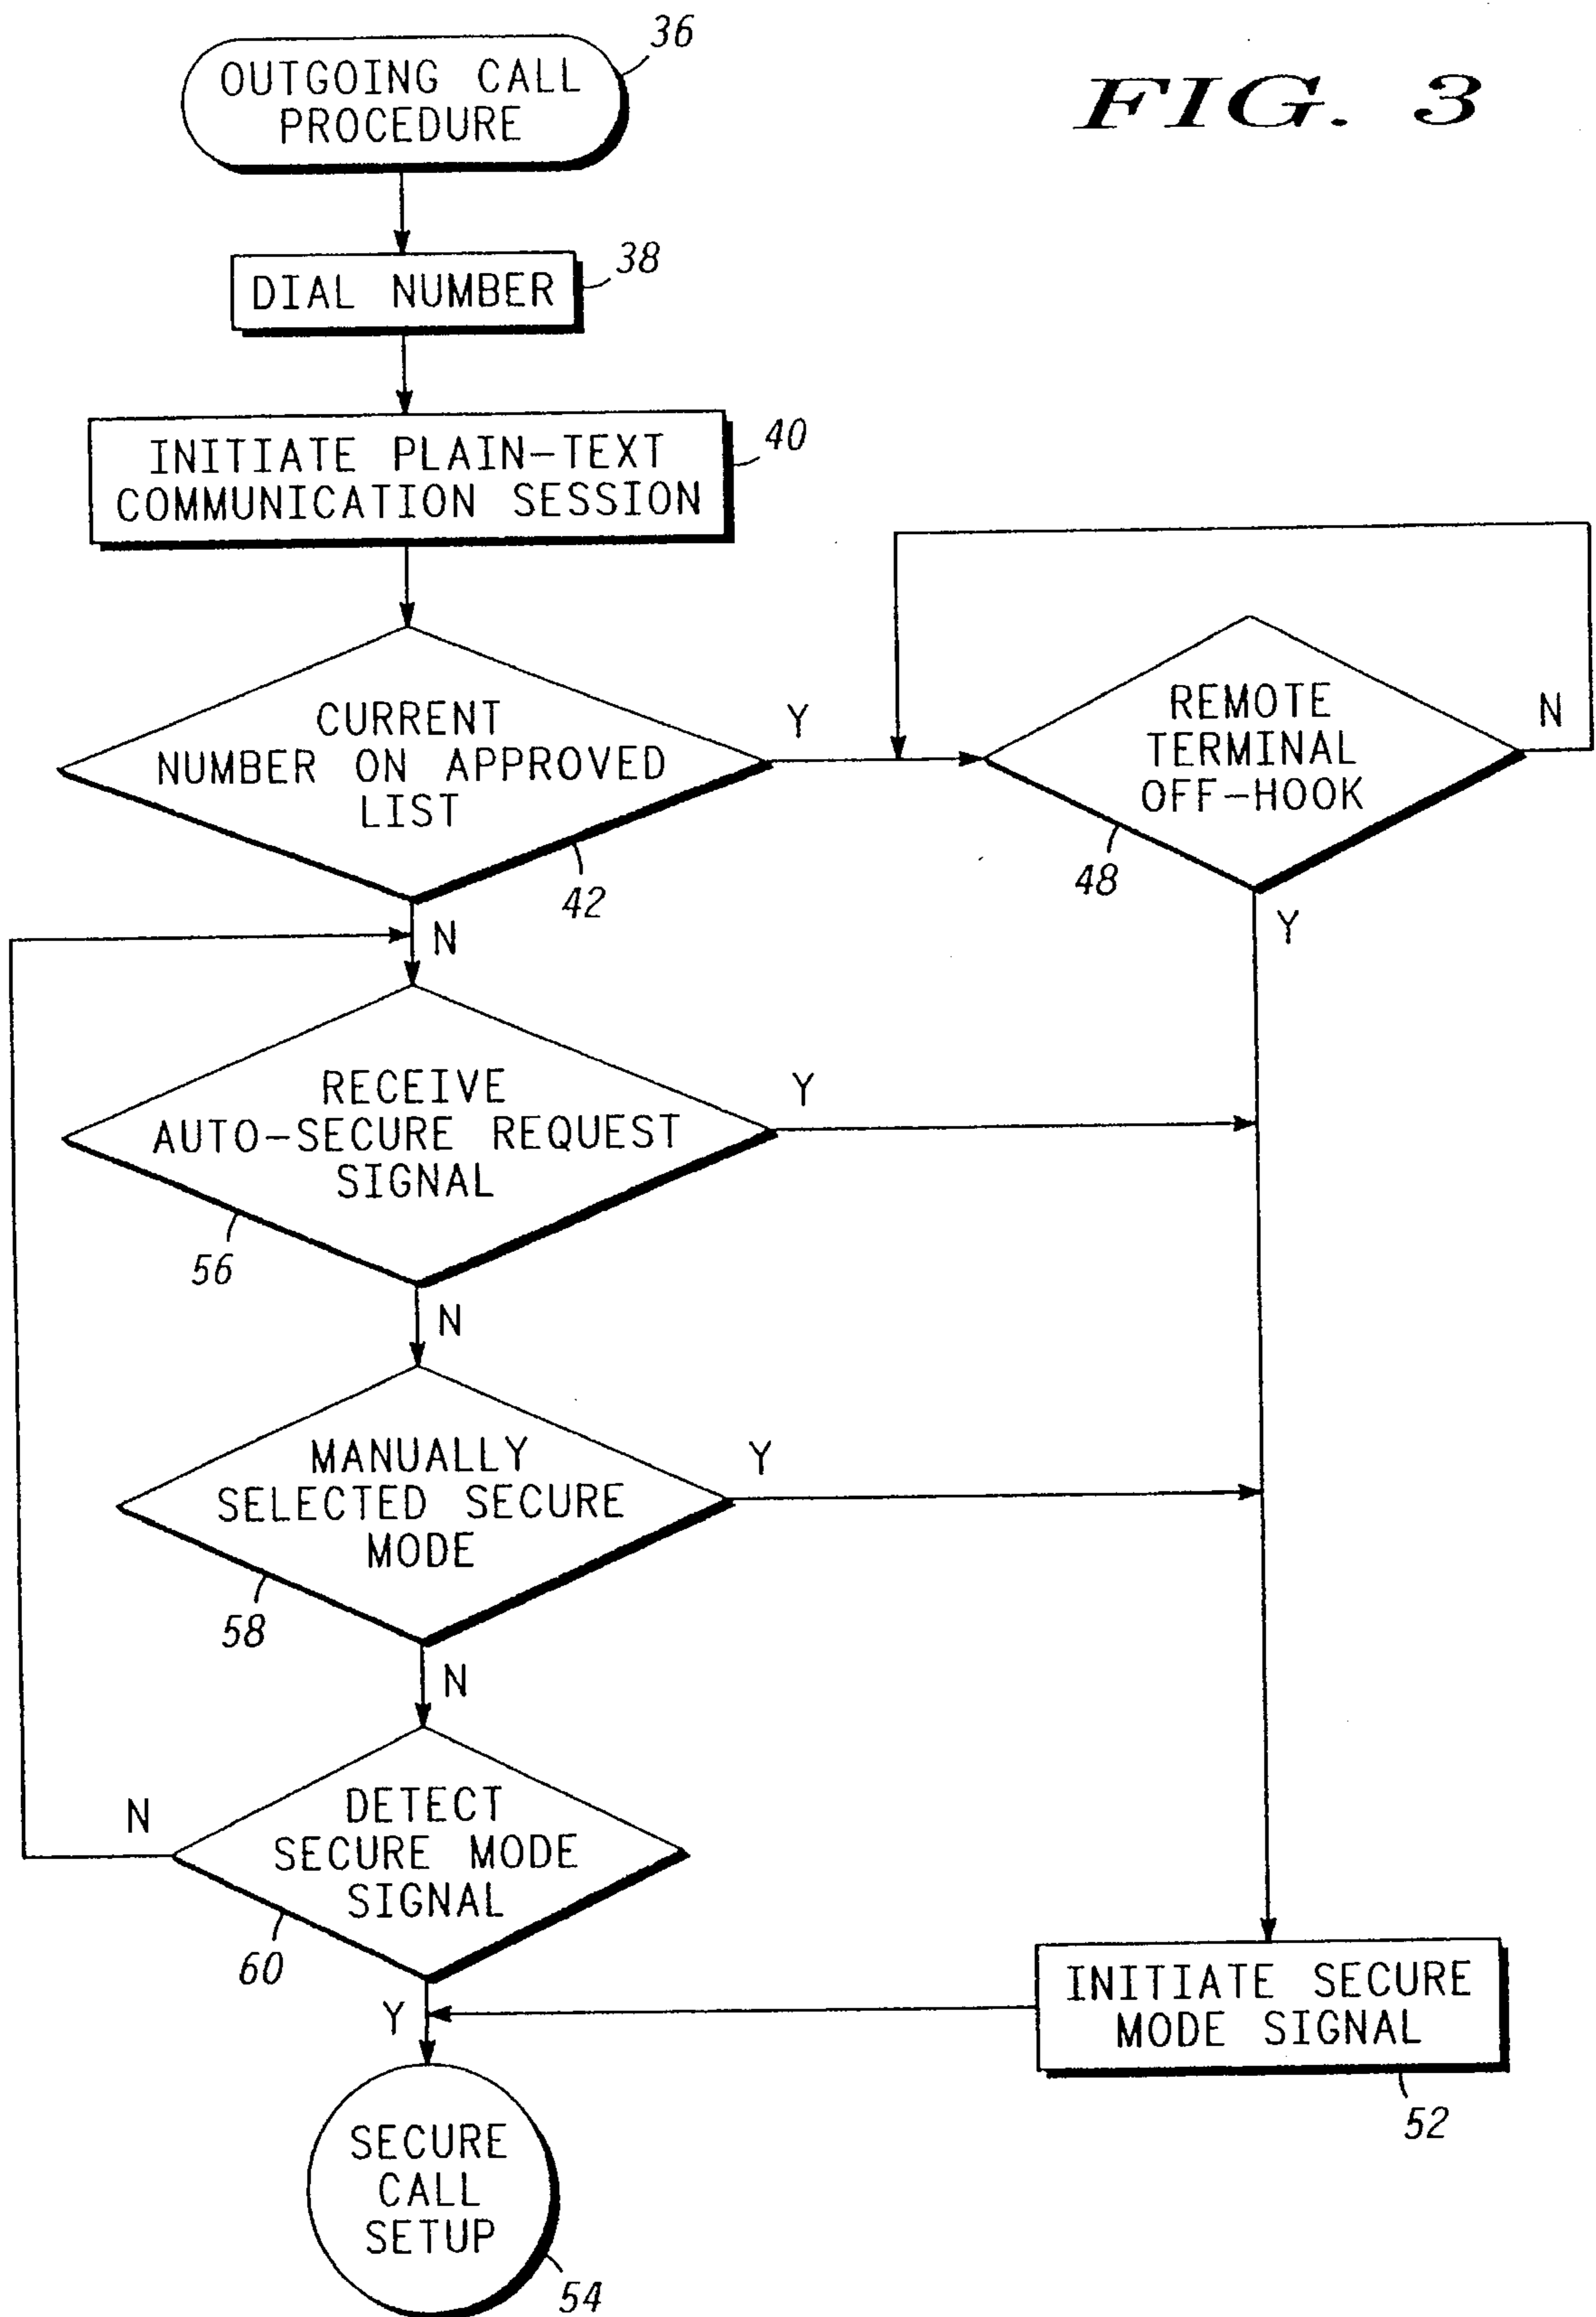 36
OUTGOING CALL
PROCEDURE
FIG. 3
38
DIAL NUMBER
40
INITIATE PLAIN-TEXT
COMMUNICATION SESSION
CURRENT
NUMBER ON APPROVED
LIST
Y
42
N
REMOTE
TERMINAL
OFF-HOOK
N
48
Y
RECEIVE
AUTO-SECURE REQUEST
SIGNAL
Y
56
N
MANUALLY
SELECTED SECURE
MODE
Y
58
N
DETECT
SECURE MODE
SIGNAL
N
60
Y
INITIATE SECURE
MODE SIGNAL
52
SECURE
CALL
SETUP
54